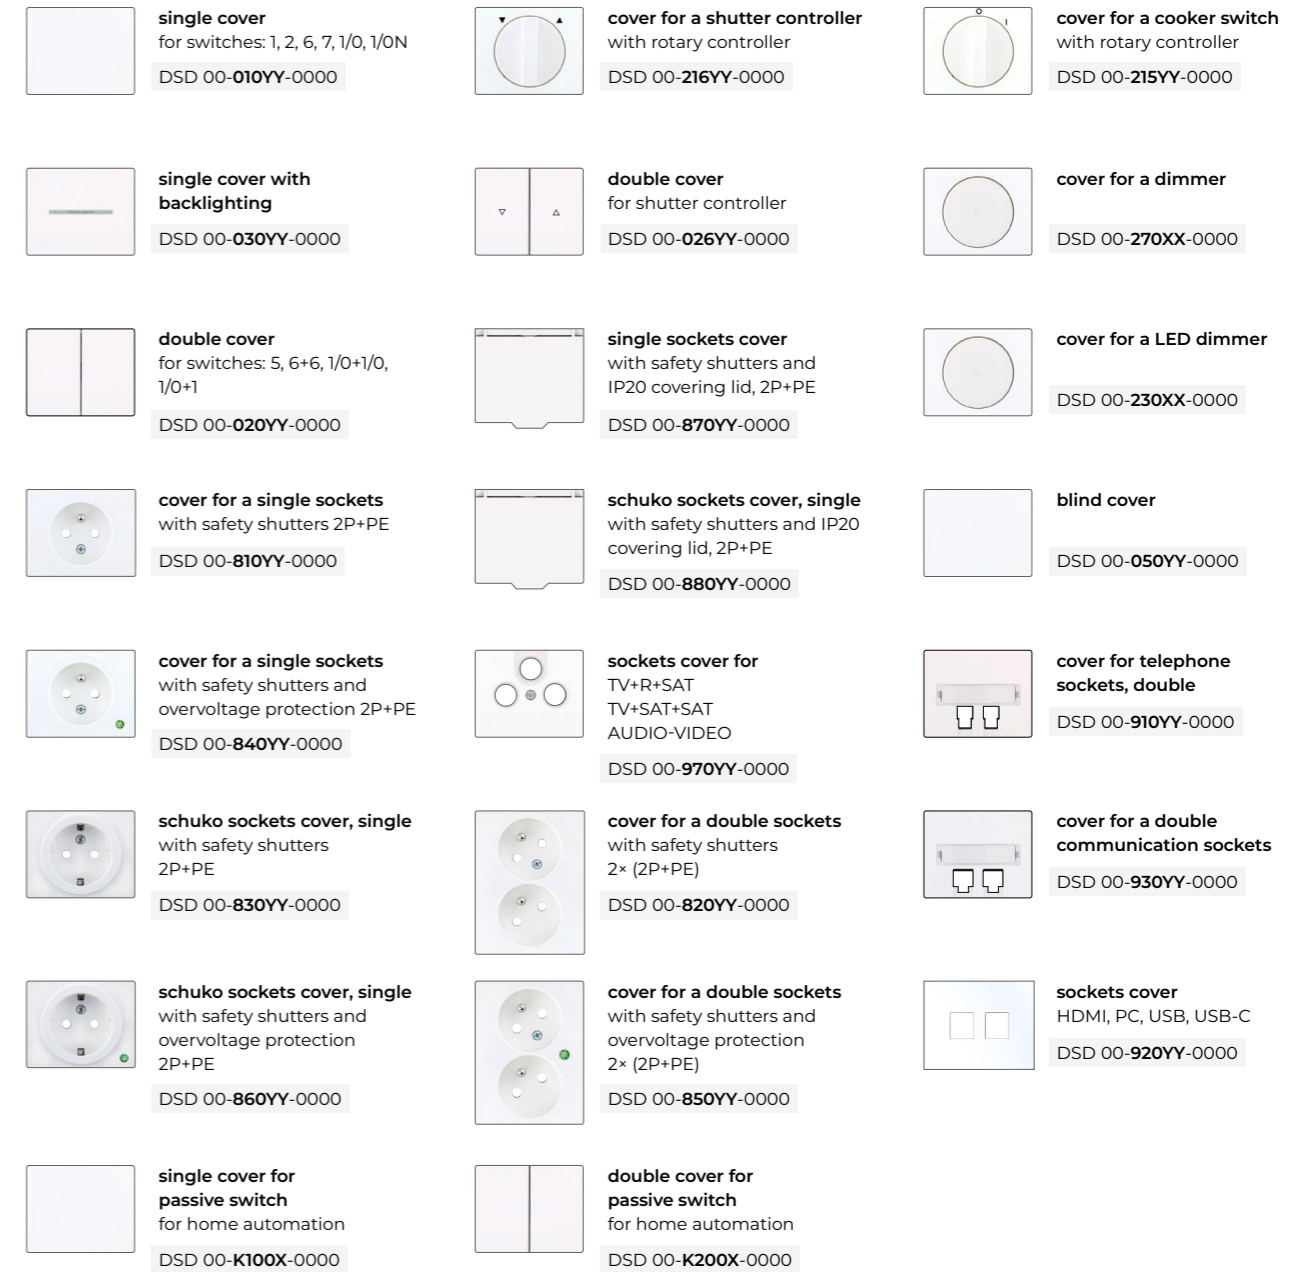 single cover
for switches: 1, 2, 6, 7, 1/0, 1/0N
DSD 00-010YY-0000
cover for a shutter controller
with rotary controller
DSD 00-216YY-0000
O
I
cover for a cooker switch
with rotary controller
DSD 00-215YY-0000
single cover with
backlighting
DSD 00-030YY-0000
double cover
for shutter controller
DSD 00-026YY-0000
cover for a dimmer
DSD 00-270XX-0000
double cover
for switches: 5, 6+6, 1/0+1/0,
1/0+1
DSD 00-020YY-0000
single sockets cover
with safety shutters and
IP20 covering lid, 2P+PE
DSD 00-870YY-0000
cover for a LED dimmer
DSD 00-230XX-0000
cover for a single sockets
with safety shutters 2P+PE
DSD 00-810YY-0000
schuko sockets cover, single
with safety shutters and IP20
covering lid, 2P+PE
DSD 00-880YY-0000
blind cover
DSD 00-050YY-0000
cover for a single sockets
with safety shutters and
overvoltage protection 2P+PE
DSD 00-840YY-0000
sockets cover for
TV+R+SAT
TV+SAT+SAT
AUDIO-VIDEO
DSD 00-970YY-0000
cover for telephone
sockets, double
DSD 00-910YY-0000
schuko sockets cover, single
with safety shutters
2P+PE
DSD 00-830YY-0000
cover for a double sockets
with safety shutters
2× (2P+PE)
DSD 00-820YY-0000
cover for a double
communication sockets
DSD 00-930YY-0000
schuko sockets cover, single
with safety shutters and
overvoltage protection
2P+PE
DSD 00-860YY-0000
cover for a double sockets
with safety shutters and
overvoltage protection
2× (2P+PE)
DSD 00-850YY-0000
sockets cover
HDMI, PC, USB, USB-C
DSD 00-920YY-0000
single cover for
passive switch
for home automation
DSD 00-K100X-0000
double cover for
passive switch
for home automation
DSD 00-K200X-0000